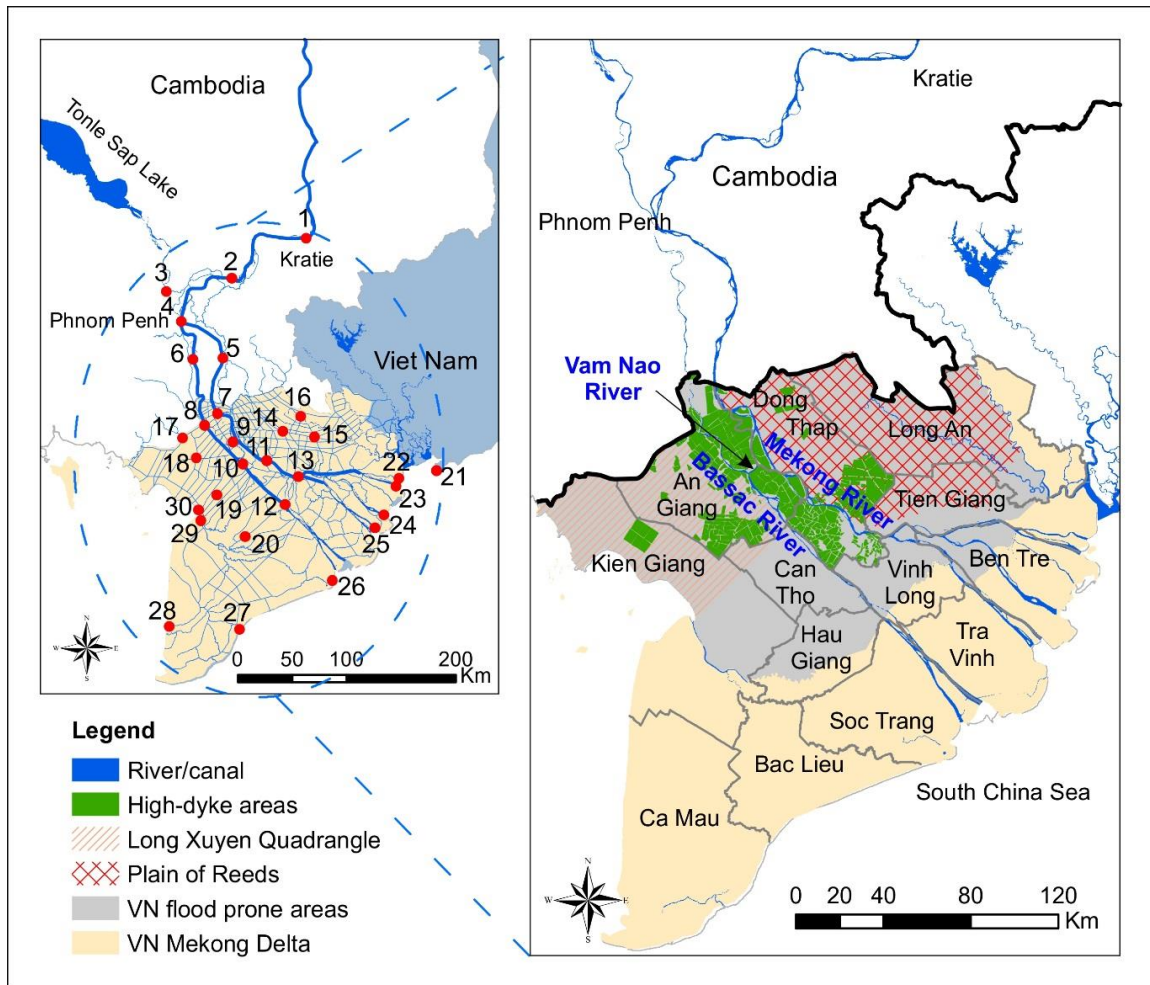 Cambodia
Tonle Sap Lake
1
Kratie
2
3
4
Phnom Penh
Viet Nam
6
5
7
16
8
9
14
15
17
11
18
10
13
22
21
23
19
12
30
24
29
25
20
26
28
27
N
W E
S
0 50 100 200
Km
Legend
River/canal
High-dyke areas
Long Xuyen Quadrangle
Plain of Reeds
VN flood prone areas
VN Mekong Delta
Kratie
Cambodia
Phnom Penh
Vam Nao
River
Dong
Thap
Long An
Mekong River
Bassac River
Tien Giang
An
Giang
Kien Giang
Ben Tre
Can
Tho
Vinh
Long
Hau
Giang
Tra
Vinh
Soc Trang
Bac Lieu
South China Sea
Ca Mau
N
W E
S
0 20 40 80 120
Km